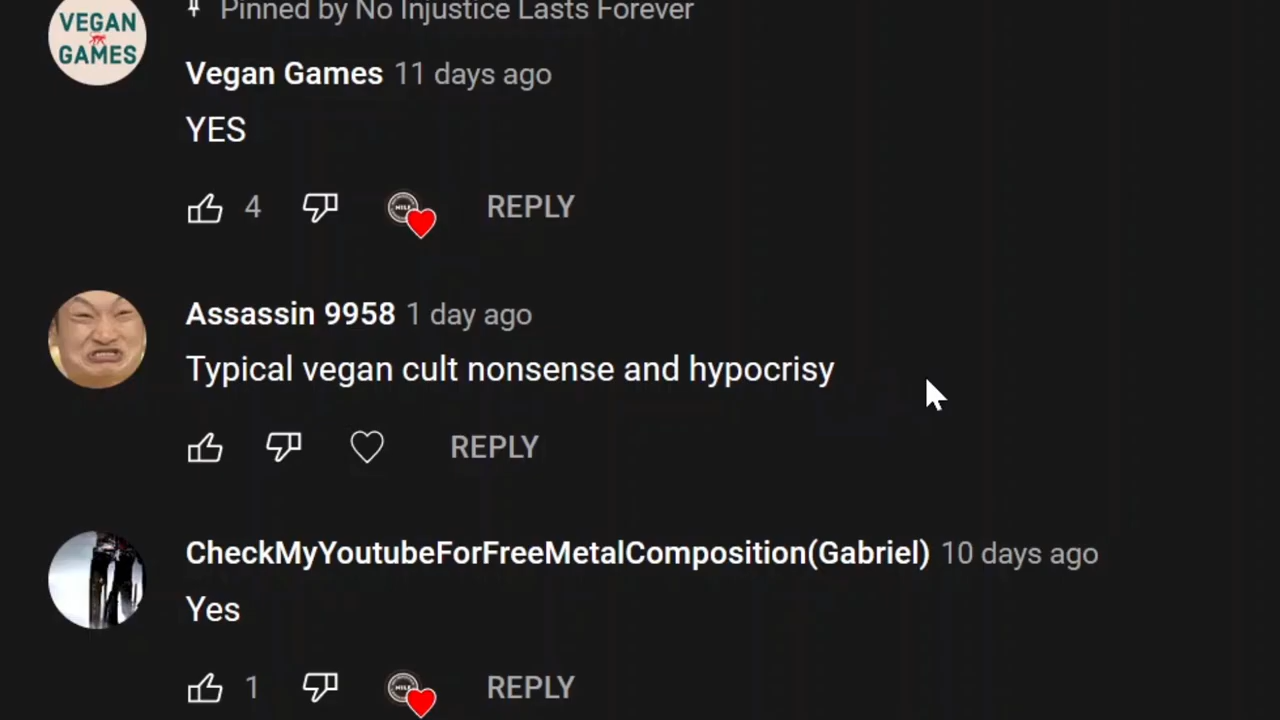 Pinned by No Injustice Lasts Forever
VEGAN
GAMES
Vegan Games 11 days ago
YES
4
REPLY
Assassin 9958 1 day ago
Typical vegan cult nonsense and hypocrisy
REPLY
CheckMyYoutubeForFreeMetalComposition(Gabriel) 10 days ago
Yes
1
REPLY